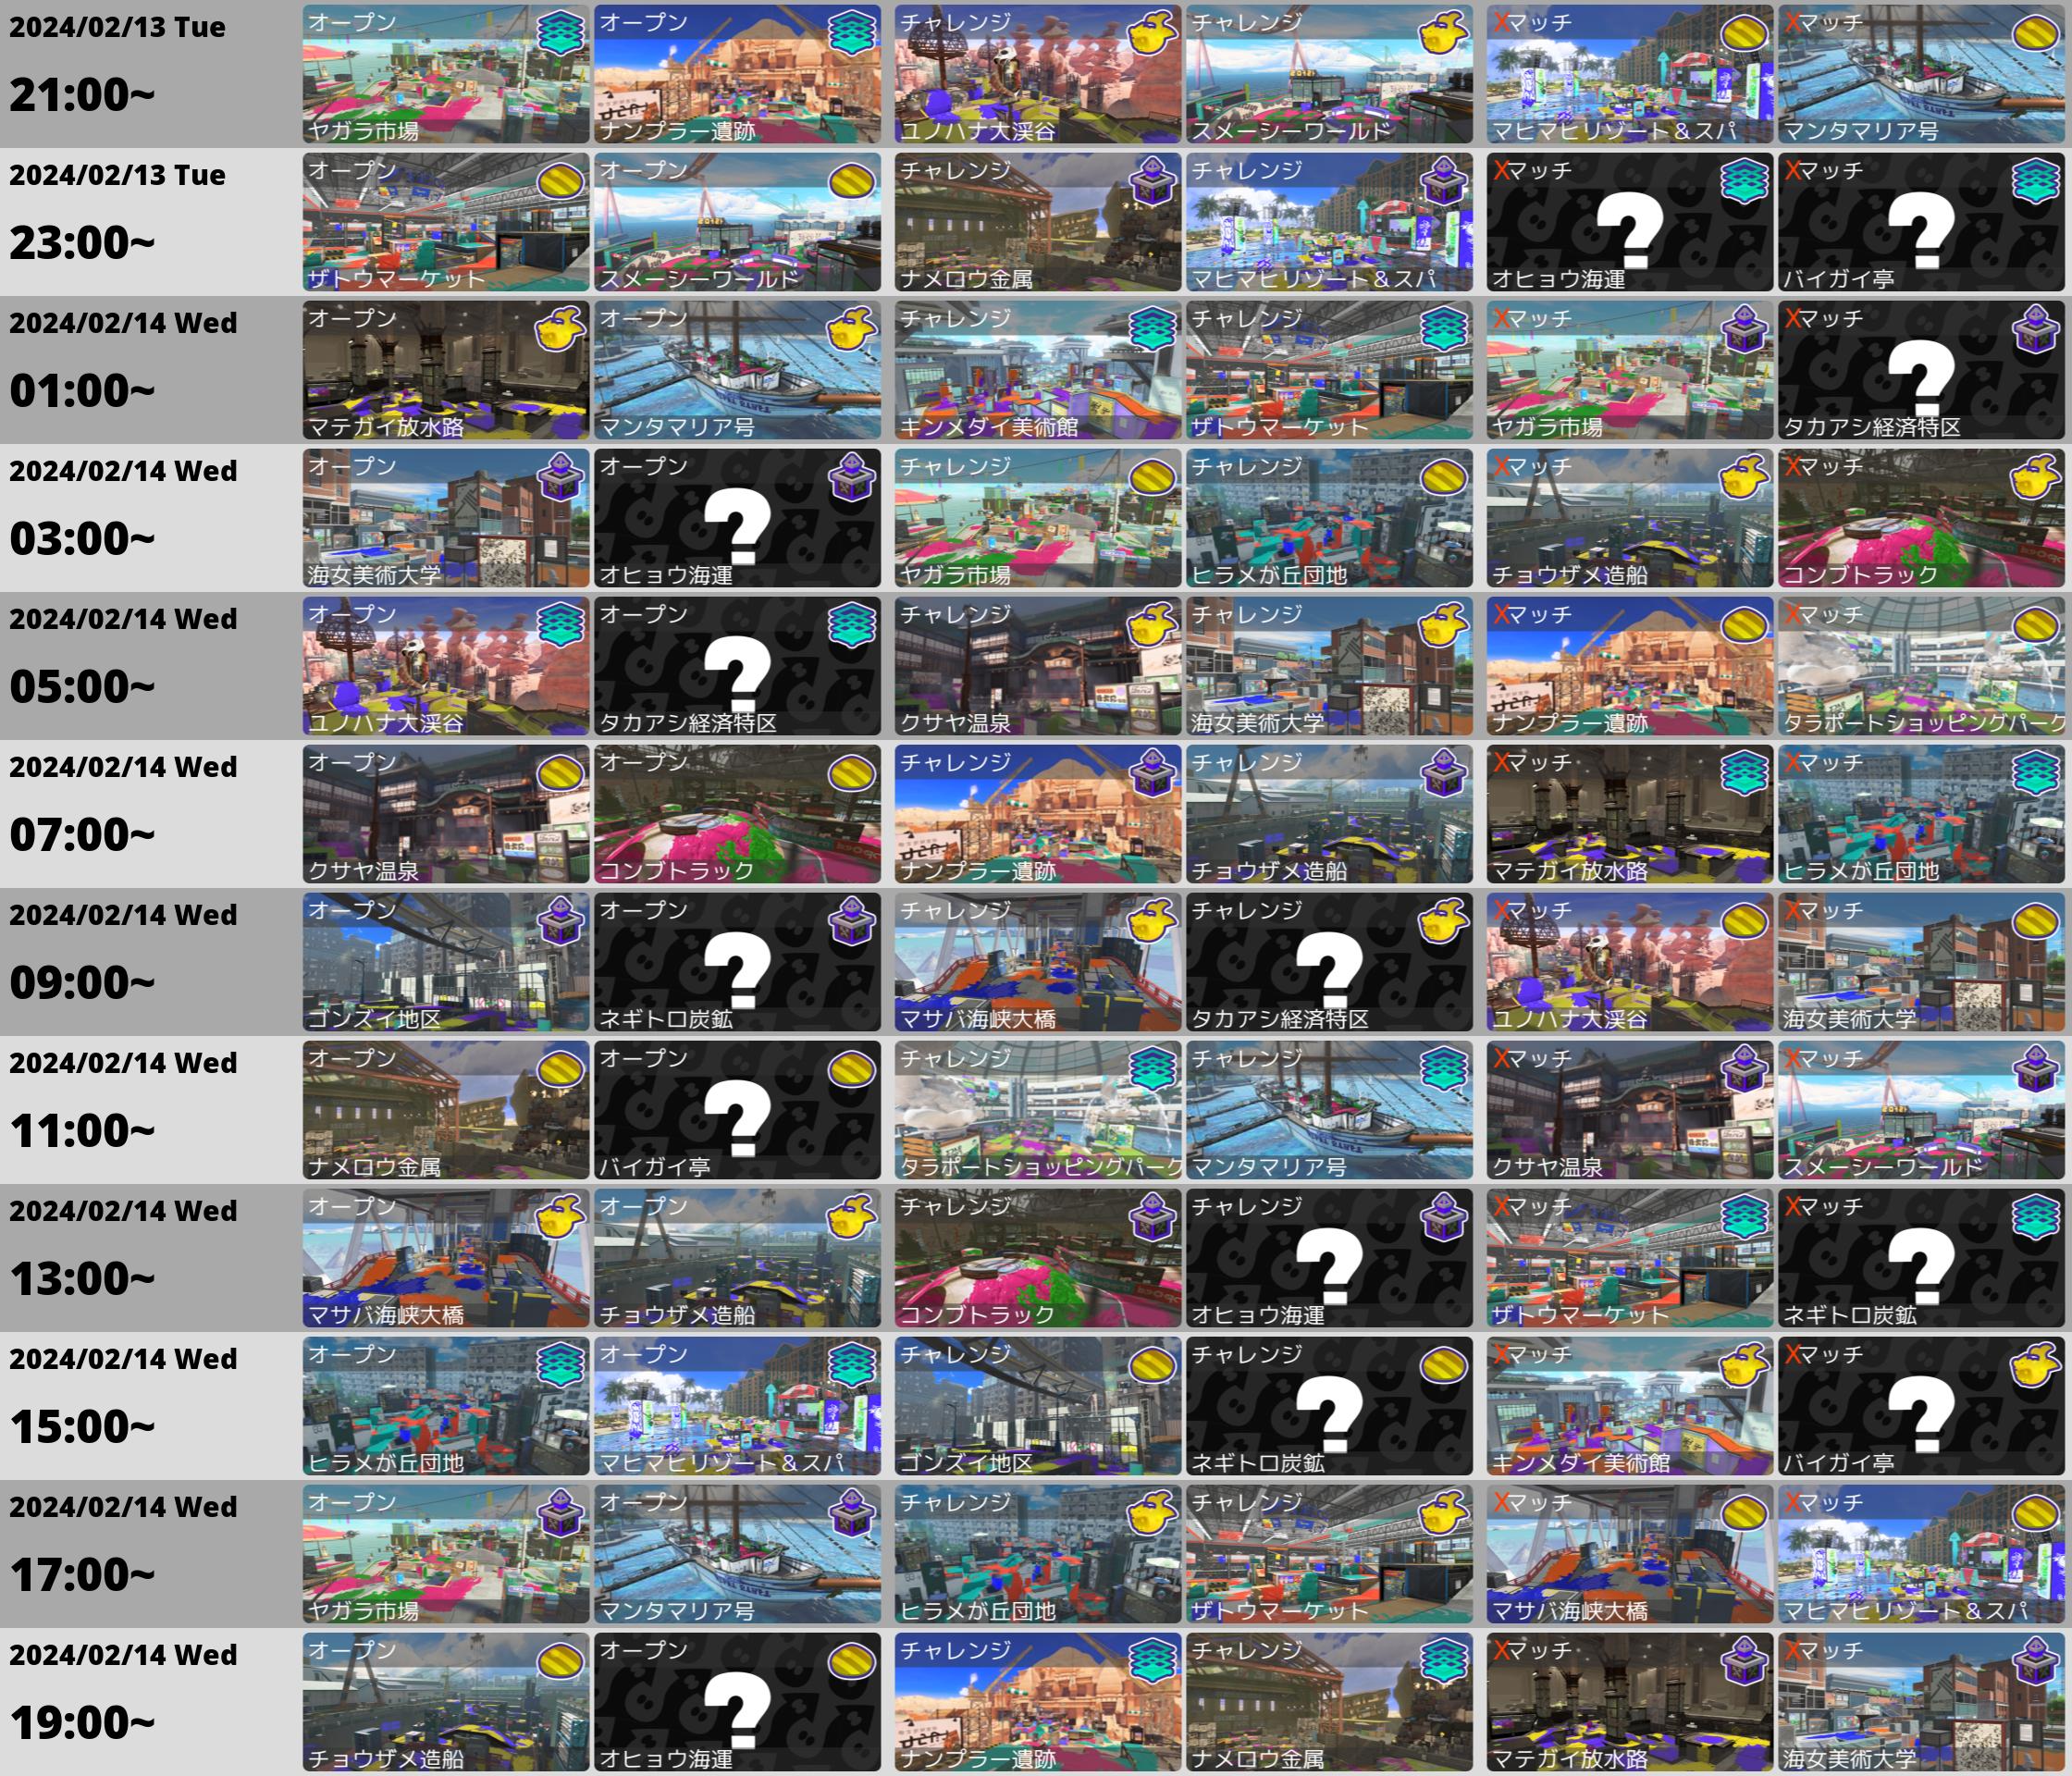 2024/02/13 Tue
21:00~
オープン
ヤガラ市場
オープン
ナンプラー遺跡
チャレンジ
ユノハナ大渓谷
チャレンジ
スメーシーワールド
Xマッチ
マヒマヒリゾート&スパ
Xマッチ
マンタマリア号
2024/02/13 Tue
23:00~
オープン
ザトウマーケット
オープン
スメーシーワールド
チャレンジ
ナメロウ金属
チャレンジ
マヒマヒリゾート&スパ
Xマッチ
?
オヒョウ海運
Xマッチ
?
バイガイ亭
2024/02/14 Wed
01:00~
オープン
マテガイ放水路
オープン
マンタマリア号
チャレンジ
キンメダイ美術館
チャレンジ
ザトウマーケット
Xマッチ
ヤガラ市場
Xマッチ
?
タカアシ経済特区
2024/02/14 Wed
03:00~
オープン
海女美術大学
オープン
?
オヒョウ海運
チャレンジ
ヤガラ市場
チャレンジ
ヒラメが丘団地
Xマッチ
チョウザメ造船
Xマッチ
コンブトラック
2024/02/14 Wed
05:00~
オープン
ユノハナ大渓谷
オープン
?
タカアシ経済特区
チャレンジ
クサヤ温泉
チャレンジ
海女美術大学
Xマッチ
ナンプラー遺跡
Xマッチ
タラポートショッピングパーク
2024/02/14 Wed
07:00~
オープン
クサヤ温泉
オープン
コンブトラック
チャレンジ
ナンプラー遺跡
チャレンジ
チョウザメ造船
Xマッチ
マテガイ放水路
Xマッチ
ヒラメが丘団地
2024/02/14 Wed
09:00~
オープン
ゴンズイ地区
オープン
?
ネギトロ炭鉱
チャレンジ
マサバ海峡大橋
チャレンジ
?
タカアシ経済特区
Xマッチ
ユノハナ大渓谷
Xマッチ
海女美術大学
2024/02/14 Wed
11:00~
オープン
ナメロウ金属
オープン
?
バイガイ亭
チャレンジ
タラポートショッピングパーク
チャレンジ
マンタマリア号
Xマッチ
クサヤ温泉
Xマッチ
スメーシーワールド
2024/02/14 Wed
13:00~
オープン
マサバ海峡大橋
オープン
チョウザメ造船
チャレンジ
コンブトラック
チャレンジ
?
オヒョウ海運
Xマッチ
ザトウマーケット
Xマッチ
?
ネギトロ炭鉱
2024/02/14 Wed
15:00~
オープン
ヒラメが丘団地
オープン
マヒマヒリゾート&スパ
チャレンジ
ゴンズイ地区
チャレンジ
?
ネギトロ炭鉱
Xマッチ
キンメダイ美術館
Xマッチ
?
バイガイ亭
2024/02/14 Wed
17:00~
オープン
ヤガラ市場
オープン
マンタマリア号
チャレンジ
ヒラメが丘団地
チャレンジ
ザトウマーケット
Xマッチ
マサバ海峡大橋
Xマッチ
マヒマヒリゾート&スパ
2024/02/14 Wed
19:00~
オープン
チョウザメ造船
オープン
?
オヒョウ海運
チャレンジ
ナンプラー遺跡
チャレンジ
ナメロウ金属
Xマッチ
マテガイ放水路
Xマッチ
海女美術大学